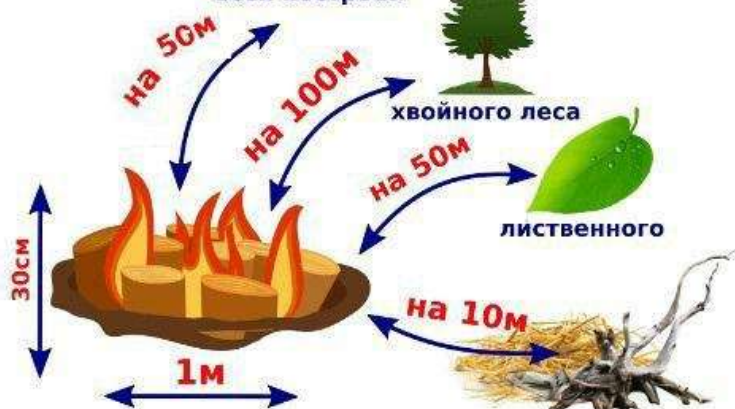 на 50м
на 100м
хвойного леса
на 50м
лиственного
30см
на 10м
1м